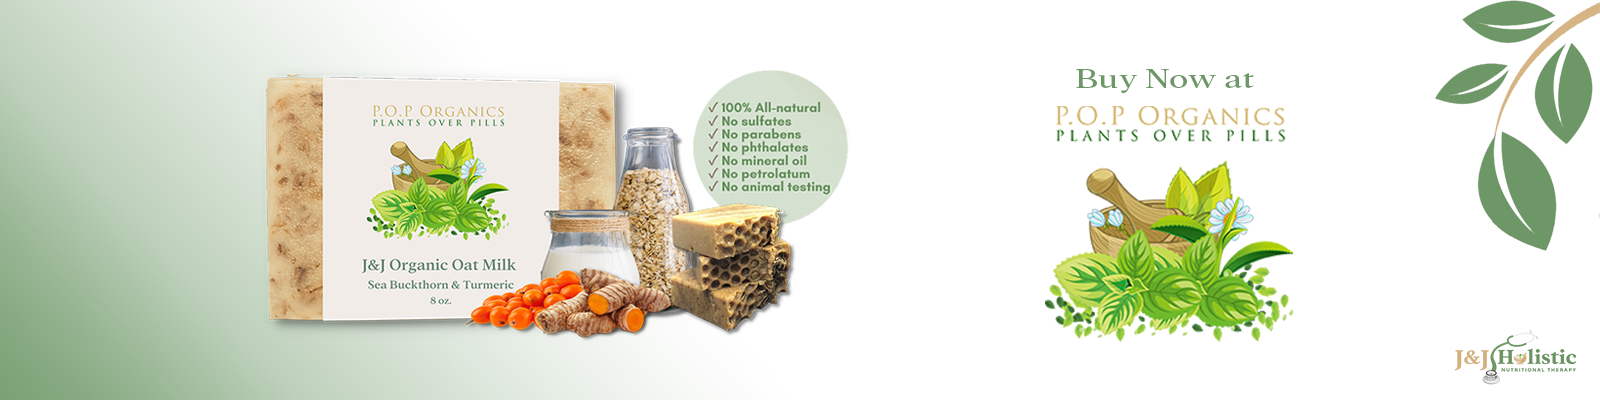 P.O.P ORGANICS
PLANTS OVER PILLS
J&J Organic Oat Milk
Sea Buckthorn & Turmeric
8 oz.
✓ 100% All-natural
✓ No sulfates
✓ No parabens
✓ No phthalates
✓ No mineral oil
✓ No petrolatum
✓ No animal testing
Buy Now at
P.O.P ORGANICS
PLANTS OVER PILLS
J&J Holistic
NUTRITIONAL THERAPY